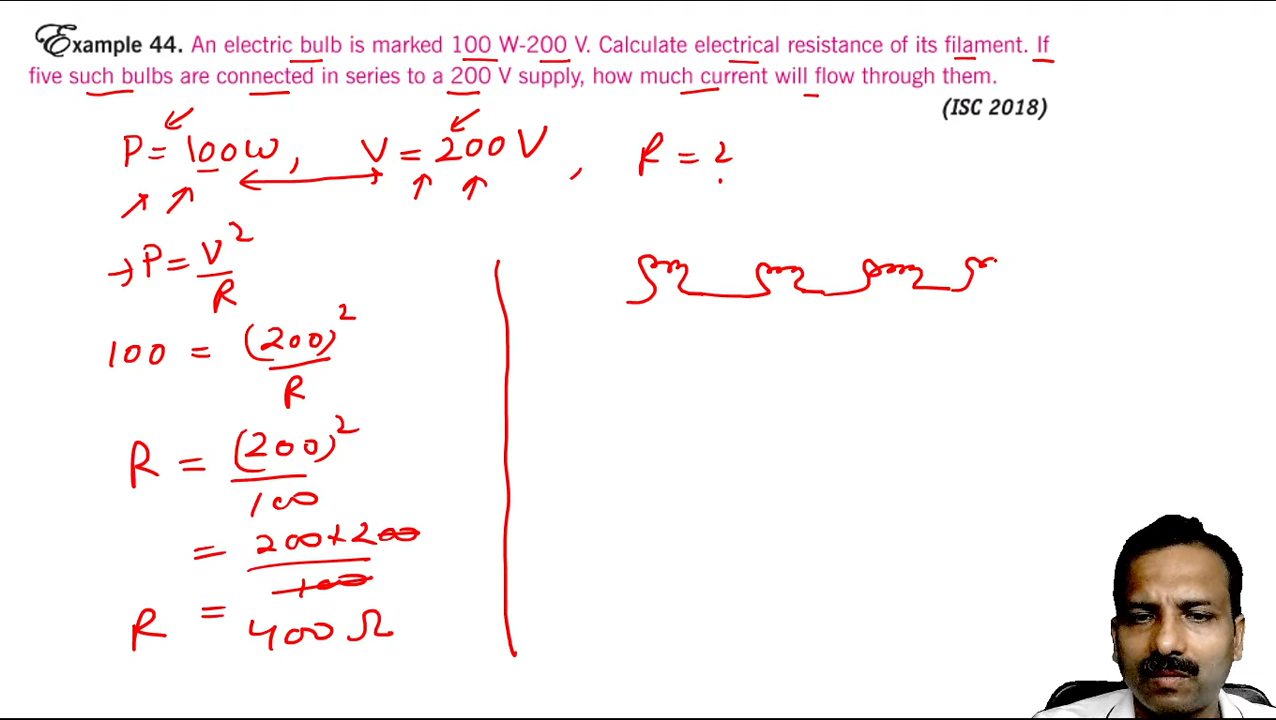 Example 44. An electric bulb is marked 100 W-200 V. Calculate electrical resistance of its filament. If
five such bulbs are connected in series to a 200 V supply, how much current will flow through them.
(ISC 2018)
P = 100W, V = 200V, R = ?
→ P = V²/R
100 = (200)²/R
R = (200)²/100
= 200×200/100
R = 400 Ω